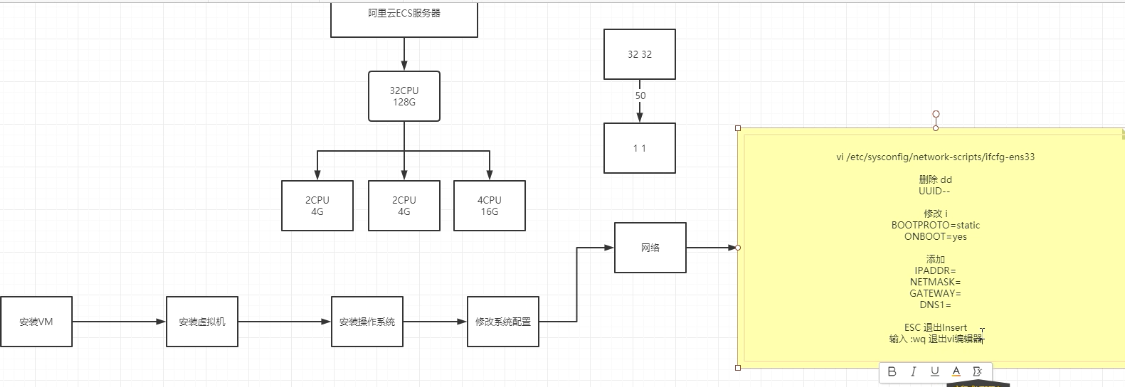 阿里云ECS服务器
32CPU
128G
2CPU
4G
2CPU
4G
4CPU
16G
32 32
50
1 1
安装VM
安装虚拟机
安装操作系统
修改系统配置
网络
vi /etc/sysconfig/network-scripts/ifcfg-ens33
删除 dd
UUID--
修改 i
BOOTPROTO=static
ONBOOT=yes
添加
IPADDR=
NETMASK=
GATEWAY=
DNS1=
ESC 退出Insert
输入 :wq 退出vi编辑器
B I U A